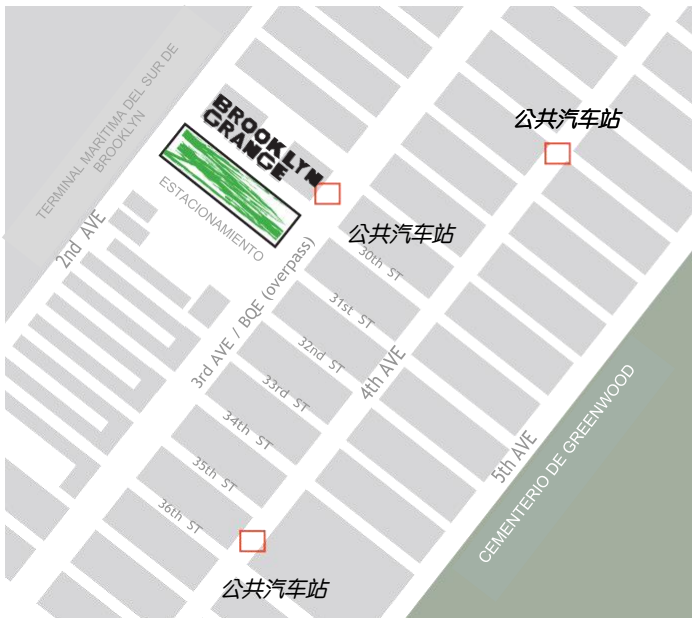 TERMINAL MARÍTIMA DEL SUR DE
BROOKLYN
BROOKLYN
GRANGE
公共汽车站
ESTACIONAMIENTO
公共汽车站
2nd AVE
3rd AVE / BQE (overpass)
30th ST
31st ST
32nd ST
33rd ST
34th ST
35th ST
36th ST
4th AVE
5th AVE
CEMENTERIO DE GREENWOOD
公共汽车站